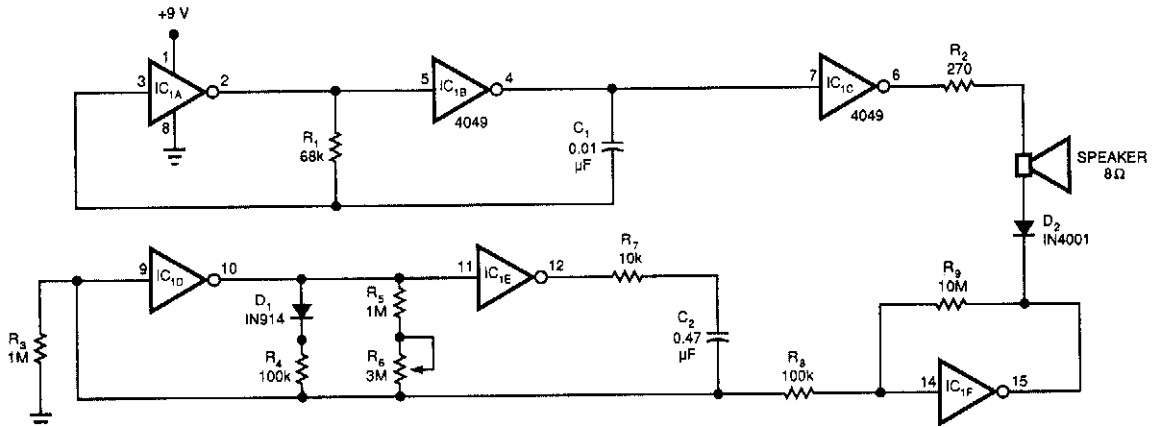 +9 V
1
3
IC1A
2
8
R1
68k
5
IC1B
4
4049
C1
0.01
µF
7
IC1C
6
4049
R2
270
SPEAKER
8Ω
D2
IN4001
9
IC1D
10
D1
IN914
R3
1M
R4
100k
R5
1M
R6
3M
11
IC1E
12
R7
10k
C2
0.47
µF
R8
100k
R9
10M
14
IC1F
15